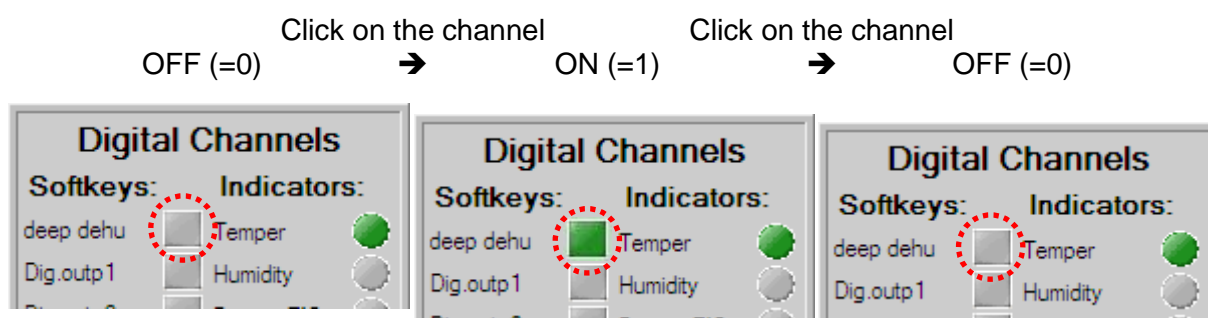 Click on the channel Click on the channel
OFF (=0) ➔ ON (=1) ➔ OFF (=0)
Digital Channels
Softkeys: Indicators:
deep dehu Temper
Dig.outp1 Humidity
Digital Channels
Softkeys: Indicators:
deep dehu Temper
Dig.outp1 Humidity
Digital Channels
Softkeys: Indicators:
deep dehu Temper
Dig.outp1 Humidity